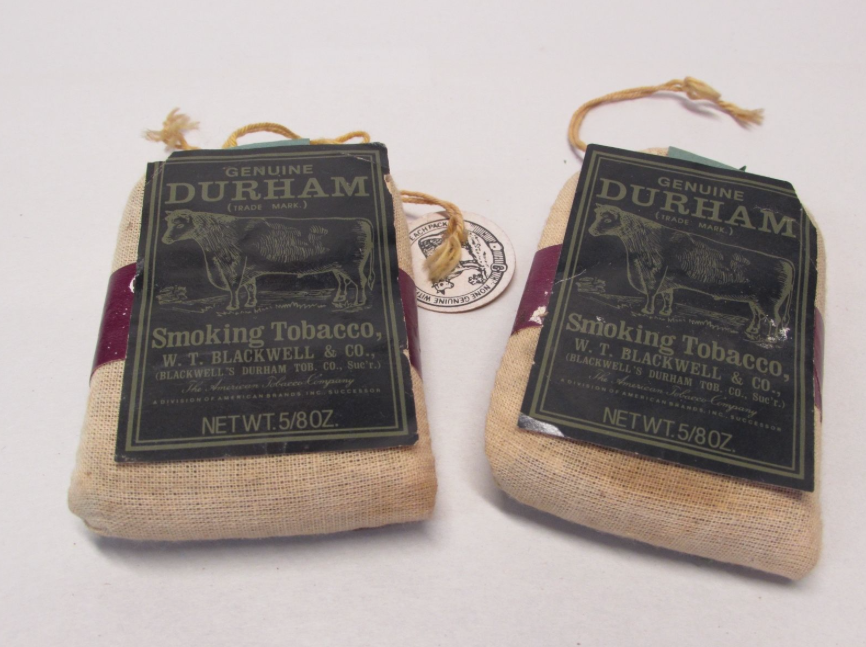 GENUINE
DURHAM
(TRADE MARK.)
Smoking Tobacco,
W. T. BLACKWELL & CO.,
(BLACKWELL'S DURHAM TOB. CO., Suc'r.)
The American Tobacco Company
A DIVISION OF AMERICAN BRANDS, INC., SUCCESSOR
NET WT. 5/8 OZ.
EACH PACK
NONE GENUINE WIT
GENUINE
DURHAM
(TRADE MARK.)
Smoking Tobacco,
W. T. BLACKWELL & CO.,
(BLACKWELL'S DURHAM TOB. CO., Suc'r.)
The American Tobacco Company
A DIVISION OF AMERICAN BRANDS, INC., SUCCESSOR
NET WT. 5/8 OZ.